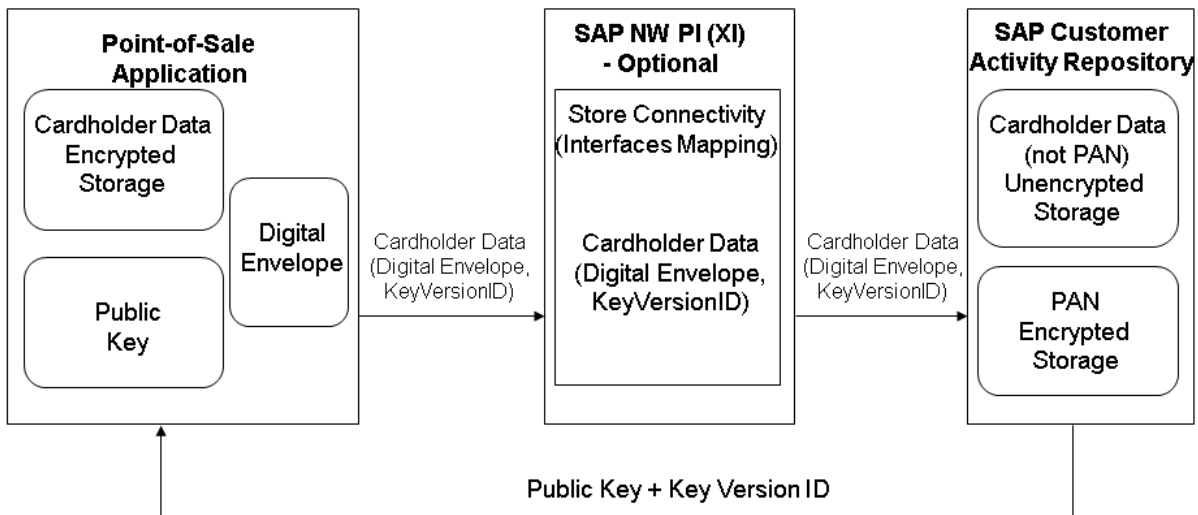 Point-of-Sale
Application
Cardholder Data
Encrypted
Storage
Digital
Envelope
Public
Key
Cardholder Data
(Digital Envelope,
KeyVersionID)
SAP NW PI (XI)
- Optional
Store Connectivity
(Interfaces Mapping)
Cardholder Data
(Digital Envelope,
KeyVersionID)
Cardholder Data
(Digital Envelope,
KeyVersionID)
SAP Customer
Activity Repository
Cardholder Data
(not PAN)
Unencrypted
Storage
PAN
Encrypted
Storage
Public Key + Key Version ID